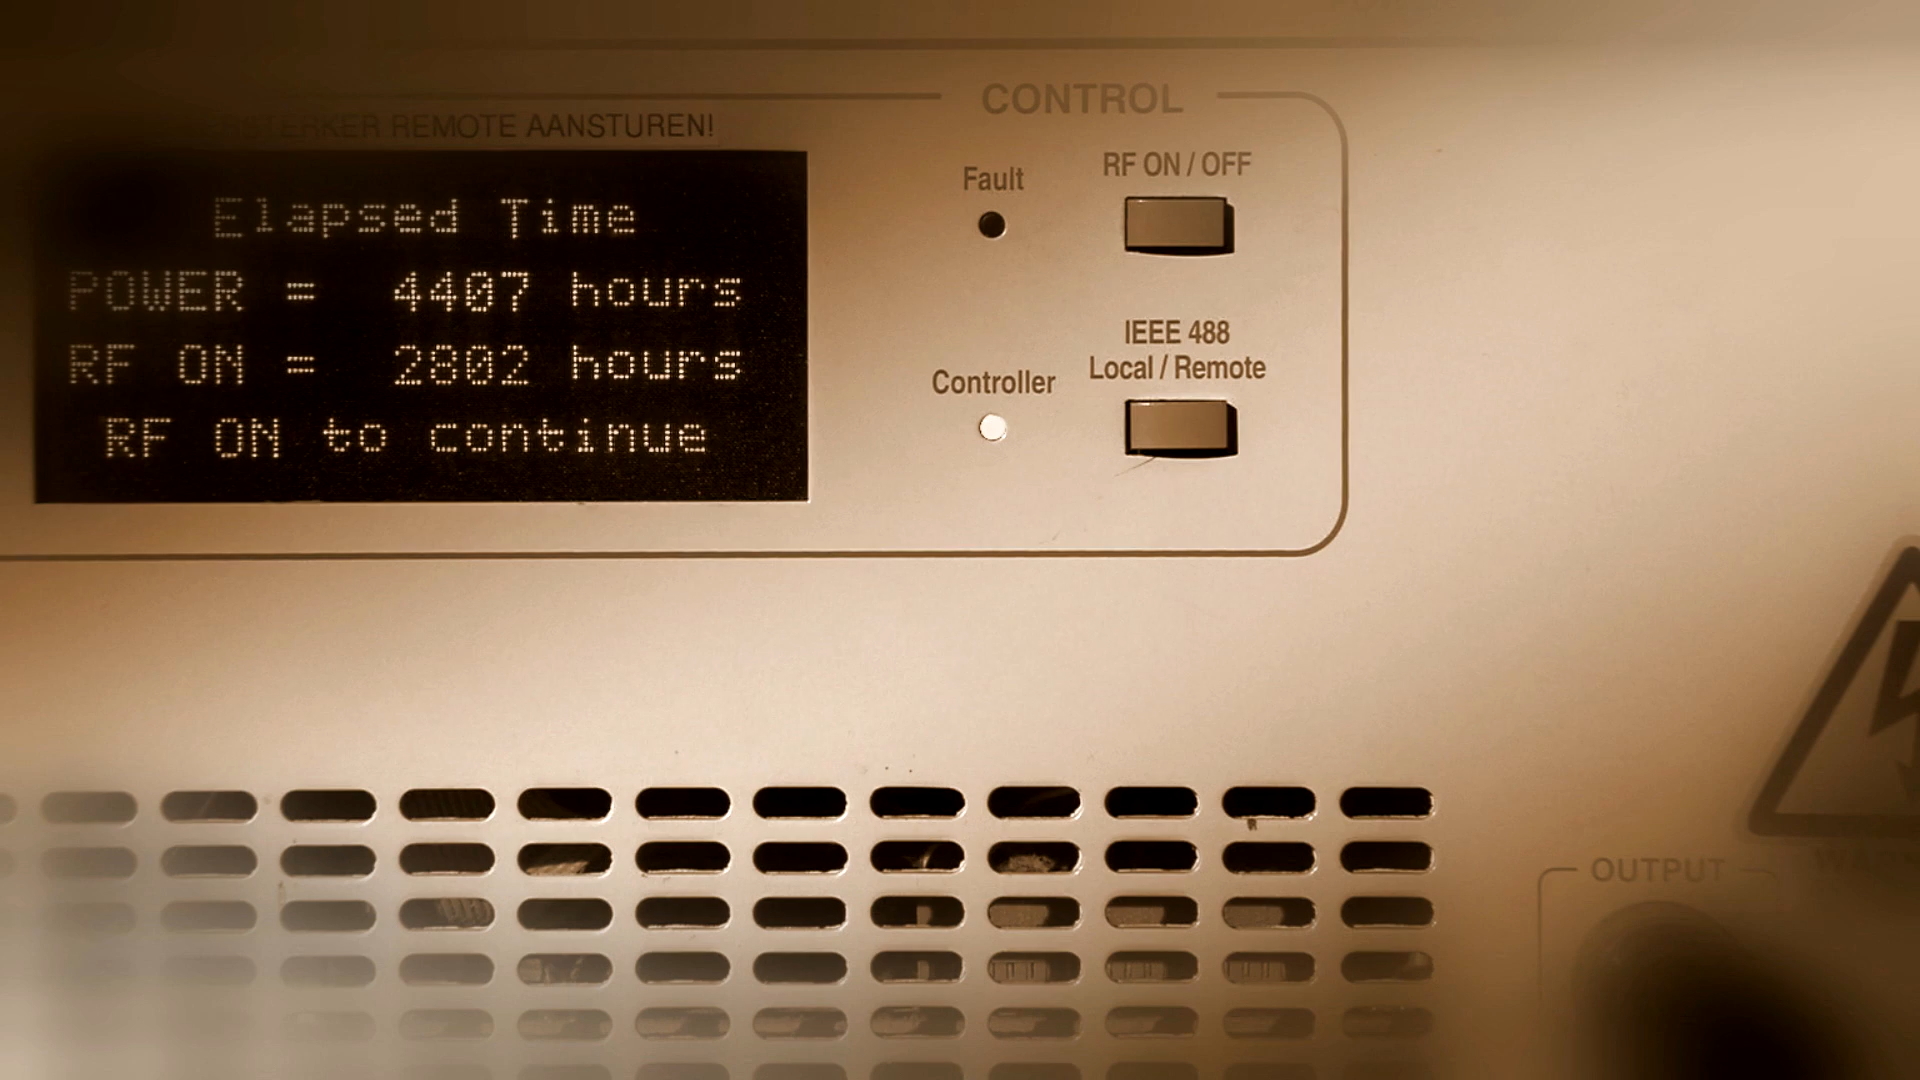 CONTROL
REMOTE AANSTUREN!
Elapsed Time
POWER = 4407 hours
RF ON = 2802 hours
RF ON to continue
Fault
RF ON / OFF
IEEE 488
Local / Remote
Controller
OUTPUT